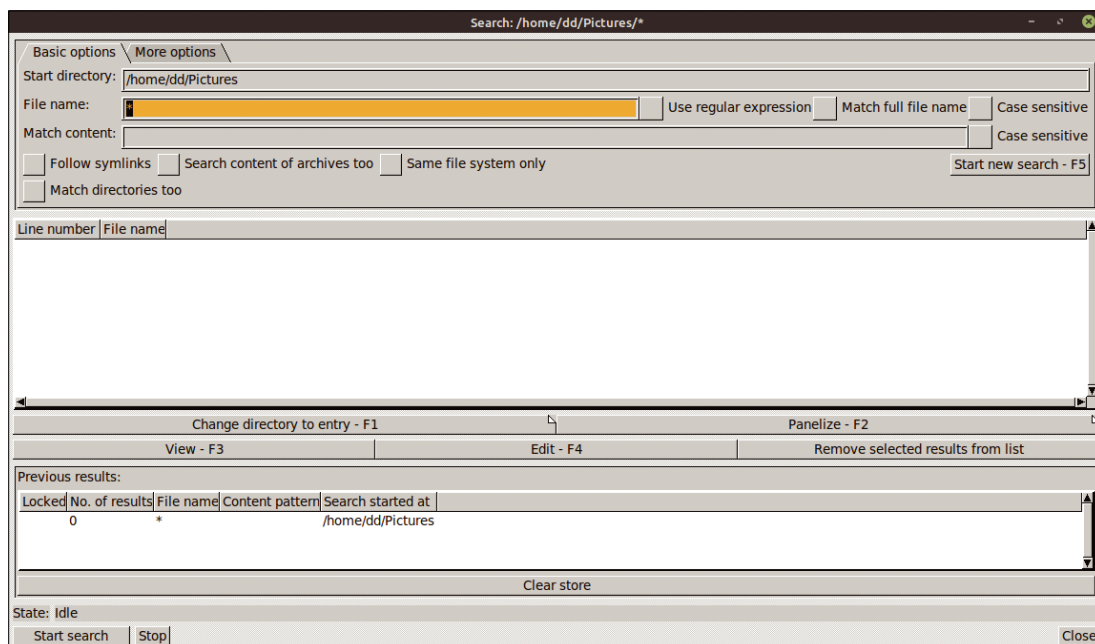 Search: /home/dd/Pictures/*
Basic options More options
Start directory: /home/dd/Pictures
File name: * Use regular expression Match full file name Case sensitive
Match content: Case sensitive
Follow symlinks Search content of archives too Same file system only Start new search - F5
Match directories too
Line number File name
Change directory to entry - F1 Panelize - F2
View - F3 Edit - F4 Remove selected results from list
Previous results:
Locked No. of results File name Content pattern Search started at
0 * /home/dd/Pictures
Clear store
State: Idle
Start search Stop Close